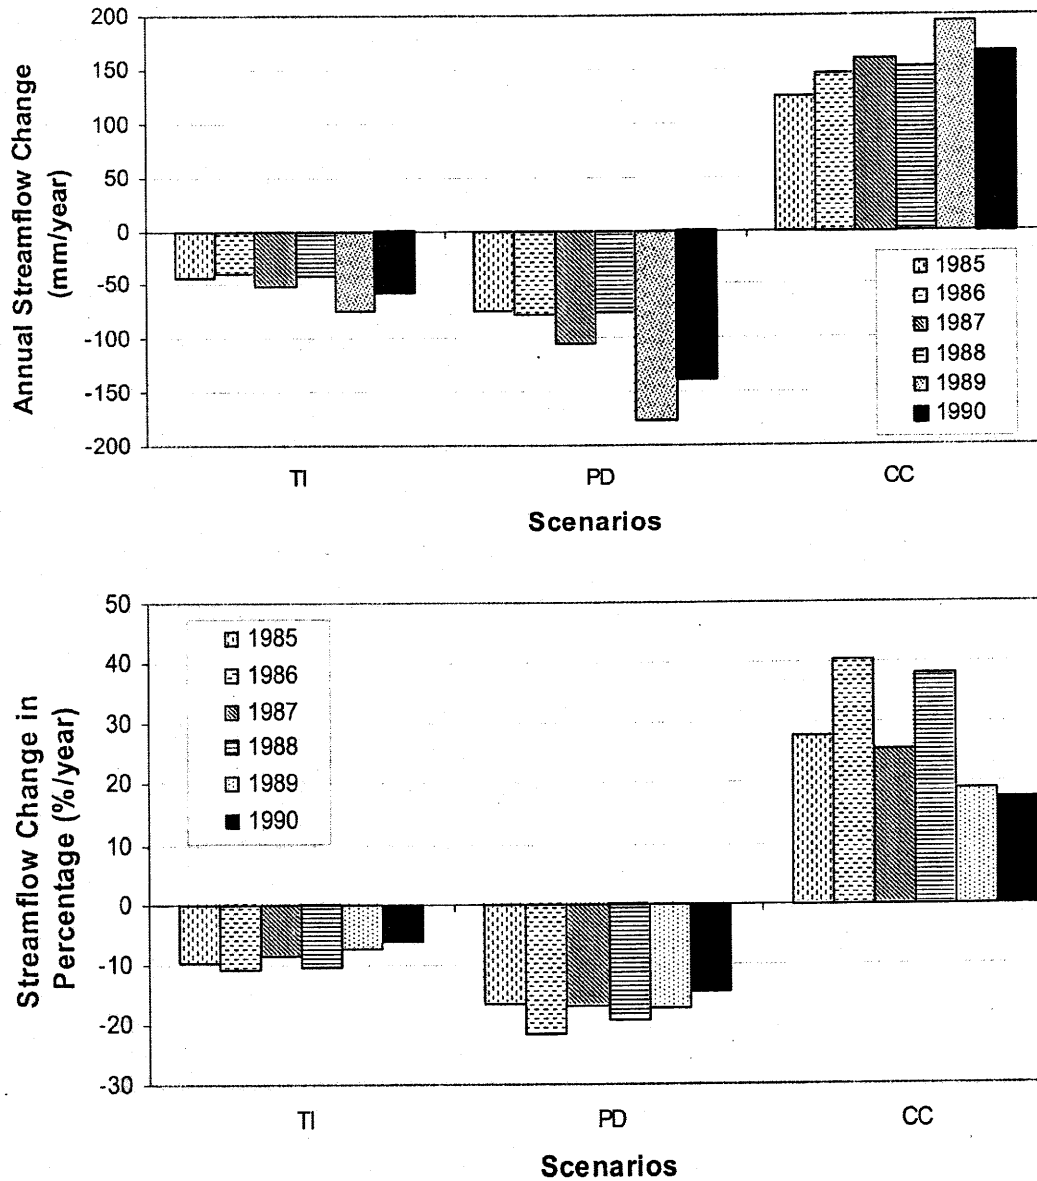 Annual Streamflow Change
(mm/year)
200
150
100
50
0
-50
-100
-150
-200
1985
1986
1987
1988
1989
1990
TI
PD
CC
Scenarios
Streamflow Change in
Percentage (%/year)
50
40
30
20
10
0
-10
-20
-30
1985
1986
1987
1988
1989
1990
TI
PD
CC
Scenarios